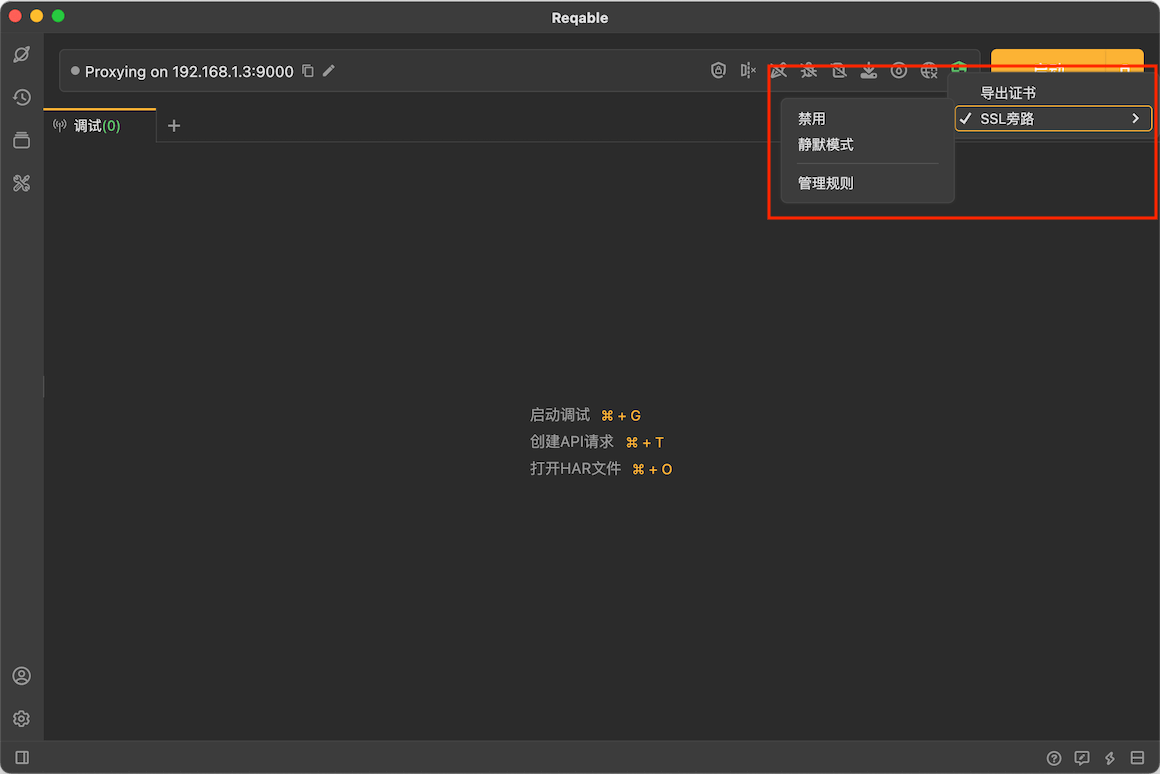 Reqable
Proxying on 192.168.1.3:9000
导出证书
SSL旁路
禁用
静默模式
管理规则
调试(0)
启动调试 ⌘ + G
创建API请求 ⌘ + T
打开HAR文件 ⌘ + O